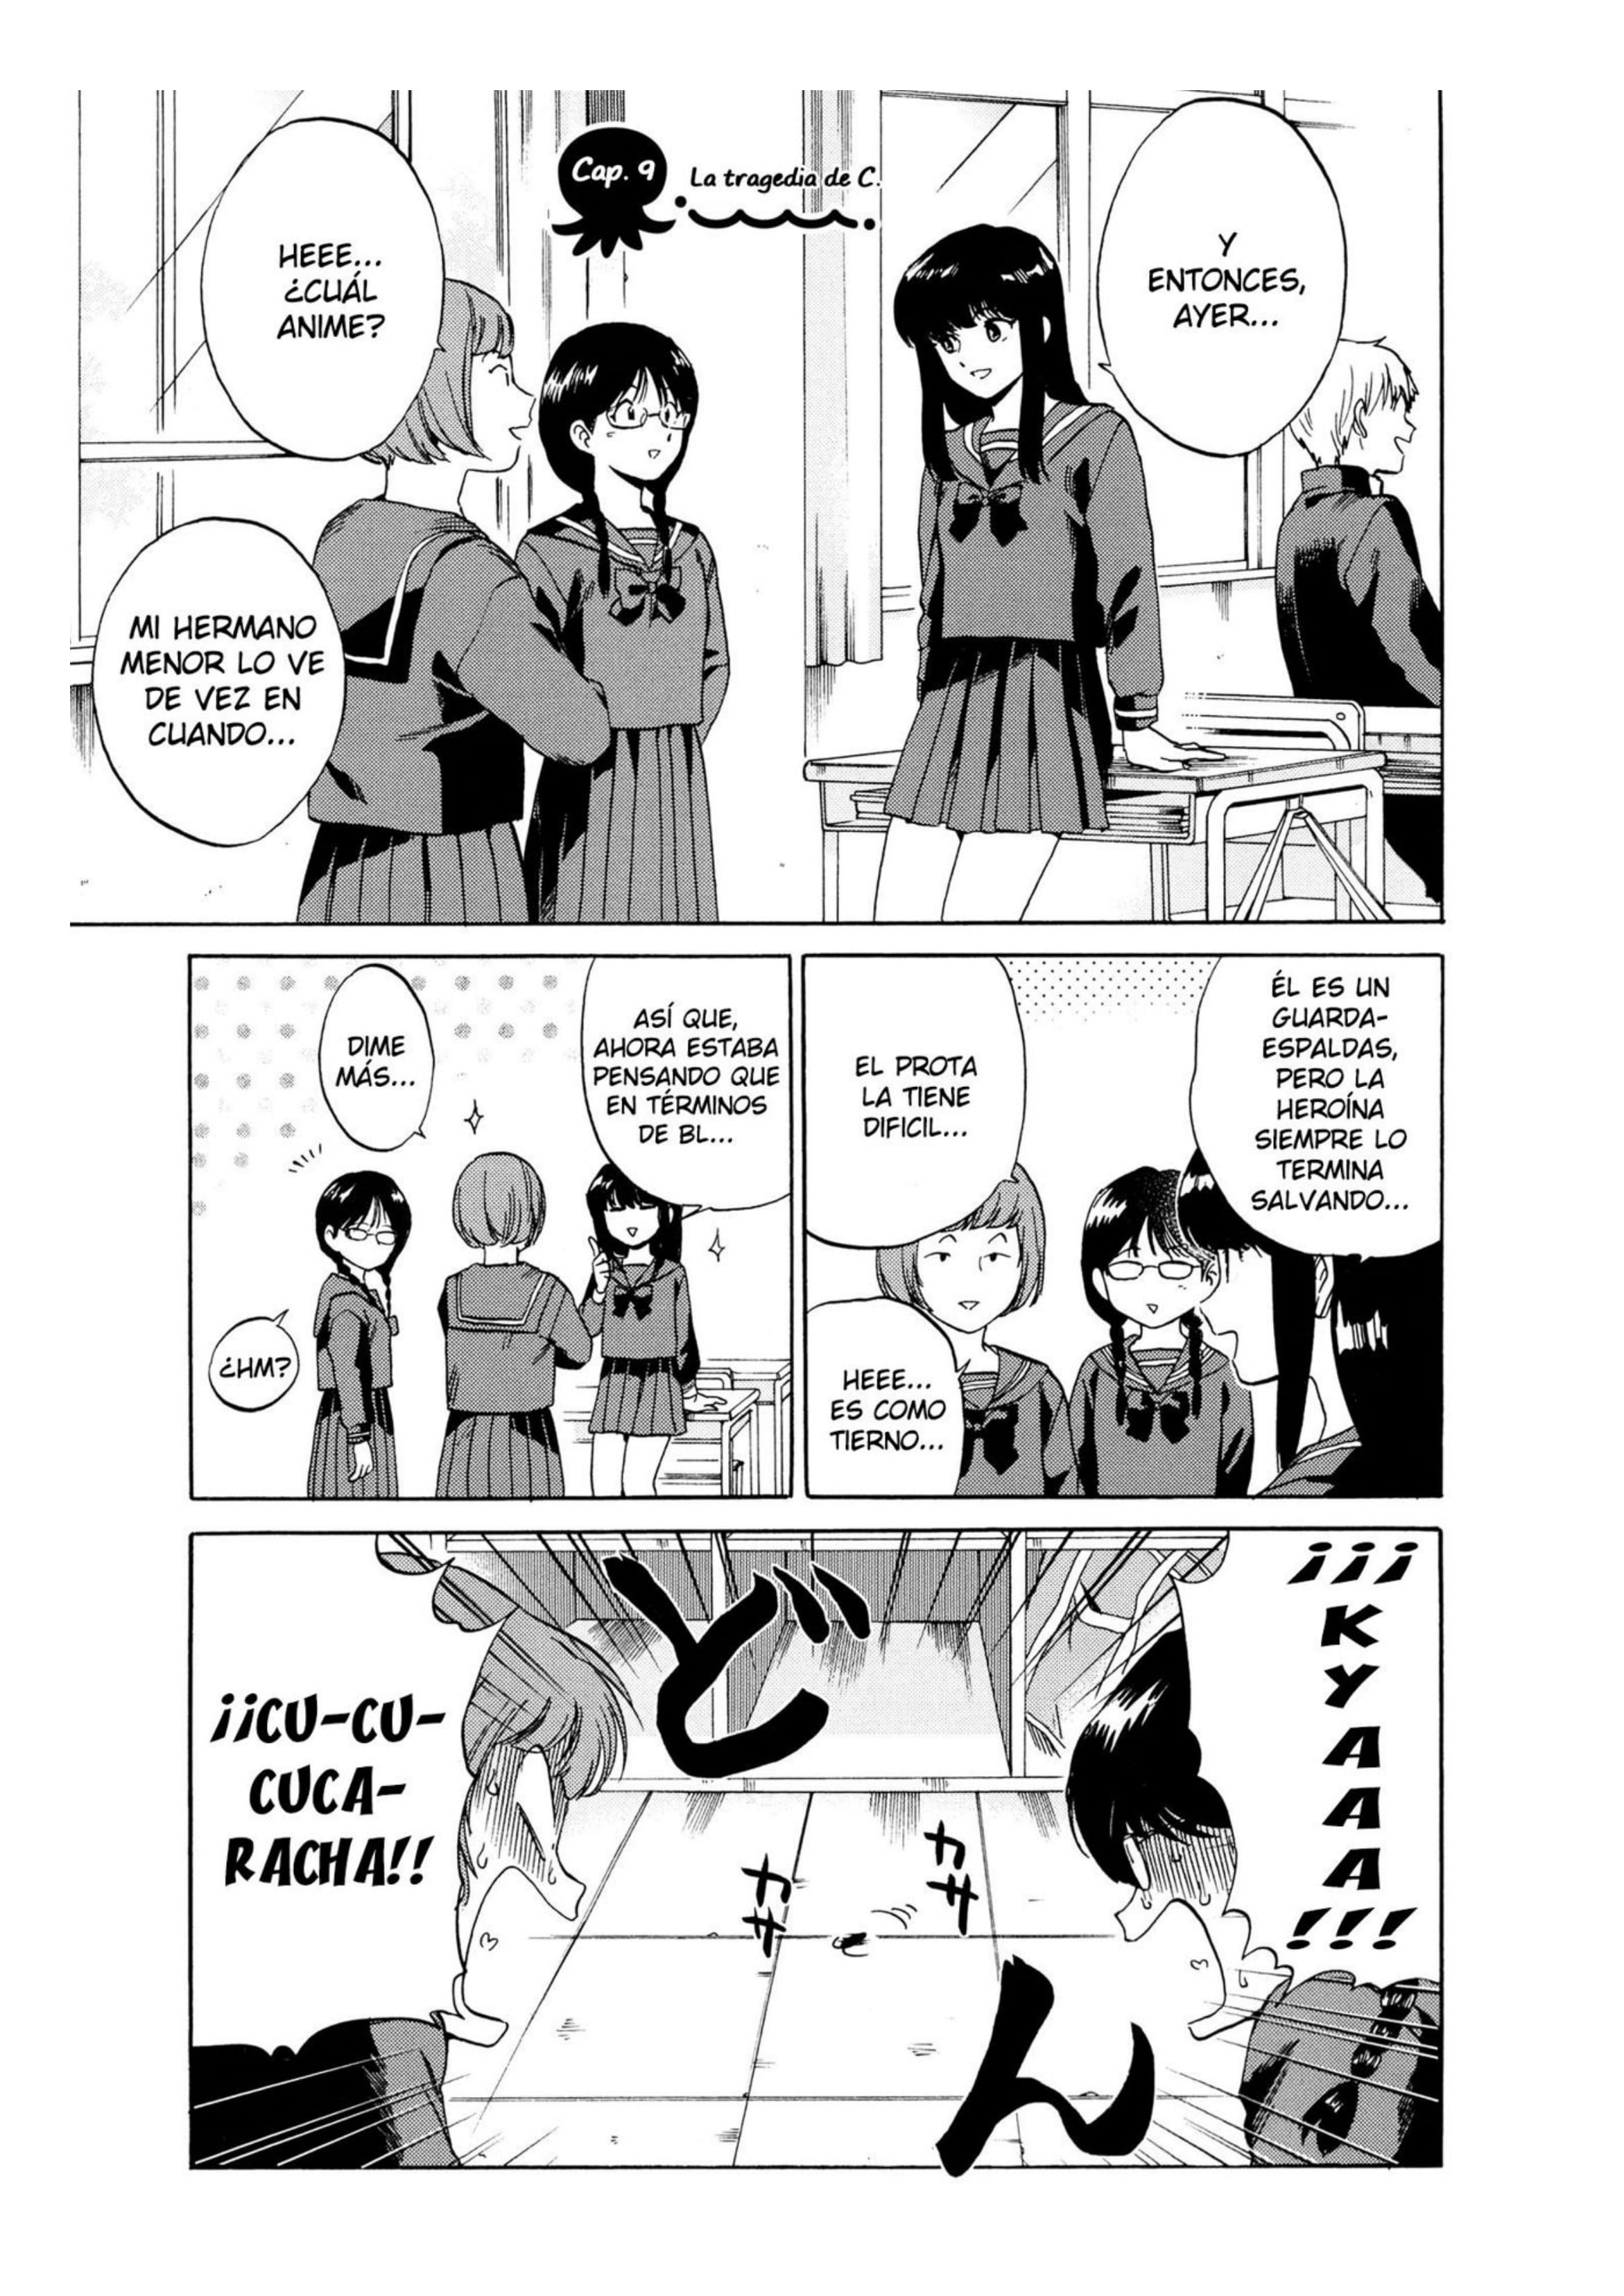 Cap. 9
La tragedia de C.
Y
ENTONCES,
AYER...
HEEE...
¿CUÁL
ANIME?
MI HERMANO
MENOR LO VE
DE VEZ EN
CUANDO...
ÉL ES UN
GUARDA-
ESPALDAS,
PERO LA
HEROÍNA
SIEMPRE LO
TERMINA
SALVANDO...
EL PROTA
LA TIENE
DIFICIL...
HEEE...
ES COMO
TIERNO...
ASÍ QUE,
AHORA ESTABA
PENSANDO QUE
EN TÉRMINOS
DE BL...
DIME
MÁS...
¿HM?
¡¡¡KYAAAA!!!
どん
カサ
カサ
¡¡CU-CU-
CUCA-
RACHA!!